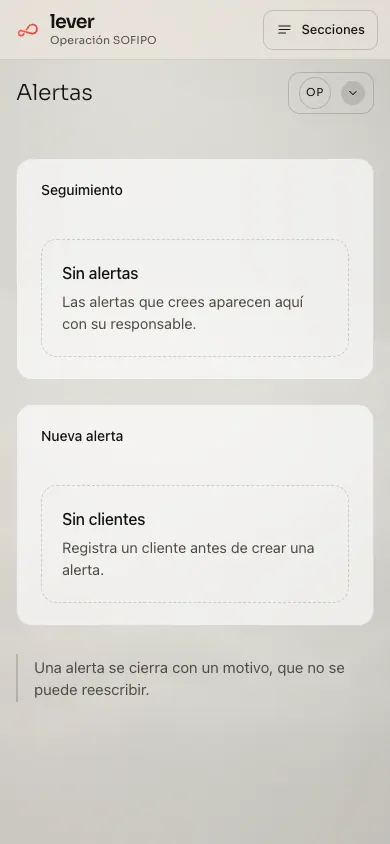 lever
Operación SOFIPO
Secciones
Alertas
OP
Seguimiento
Sin alertas
Las alertas que crees aparecen aquí
con su responsable.
Nueva alerta
Sin clientes
Registra un cliente antes de crear una
alerta.
Una alerta se cierra con un motivo, que no se
puede reescribir.